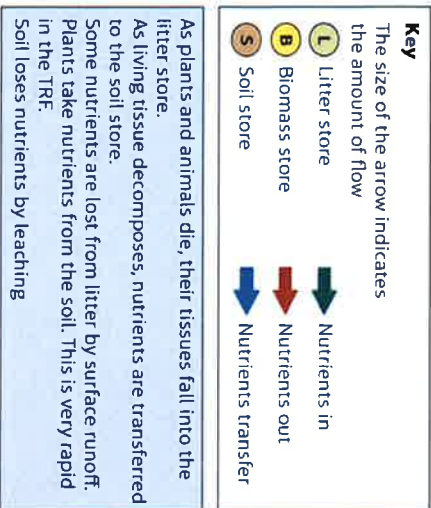 Key
The size of the arrow indicates
the amount of flow
L Litter store
B Biomass store
S Soil store
Nutrients in
Nutrients out
Nutrients transfer
As plants and animals die, their tissues fall into the
litter store.
As living tissue decomposes, nutrients are transferred
to the soil store.
Some nutrients are lost from litter by surface runoff.
Plants take nutrients from the soil. This is very rapid
in the TRF.
Soil loses nutrients by leaching